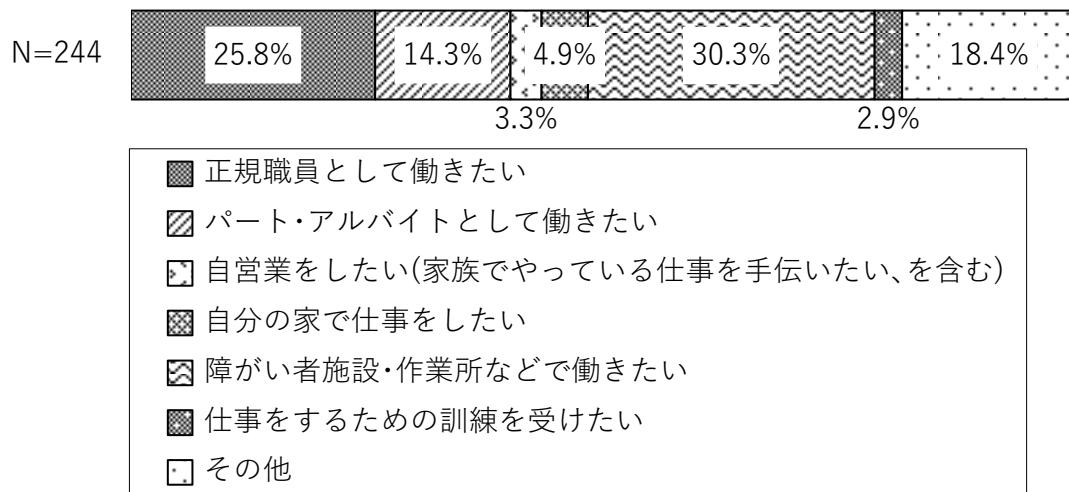 N=244 25.8% 14.3% 4.9% 30.3% 18.4%
3.3% 2.9%
正規職員として働きたい
パート･アルバイトとして働きたい
自営業をしたい(家族でやっている仕事を手伝いたい､を含む)
自分の家で仕事をしたい
障がい者施設･作業所などで働きたい
仕事をするための訓練を受けたい
その他